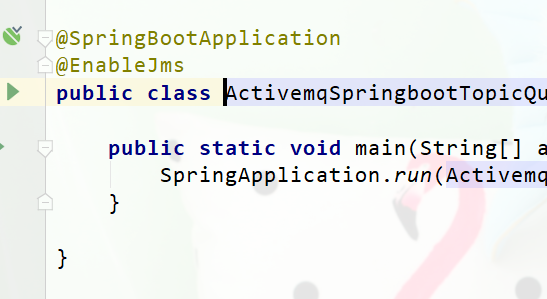 @SpringBootApplication
@EnableJms
public class ActivemqSpringbootTopicQu
public static void main(String[] a
SpringApplication.run(Activemq
}
}